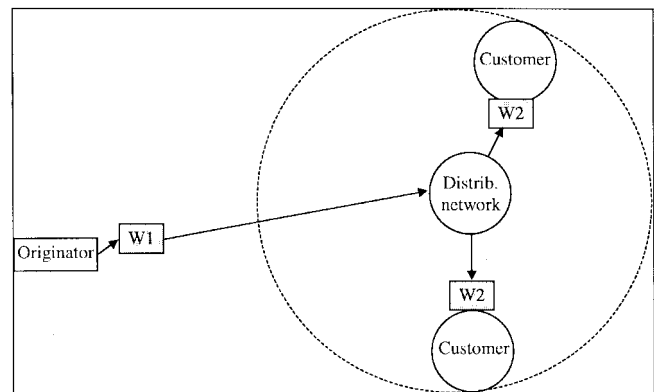 Customer
W2
Distrib.
network
W1
Originator
W2
Customer